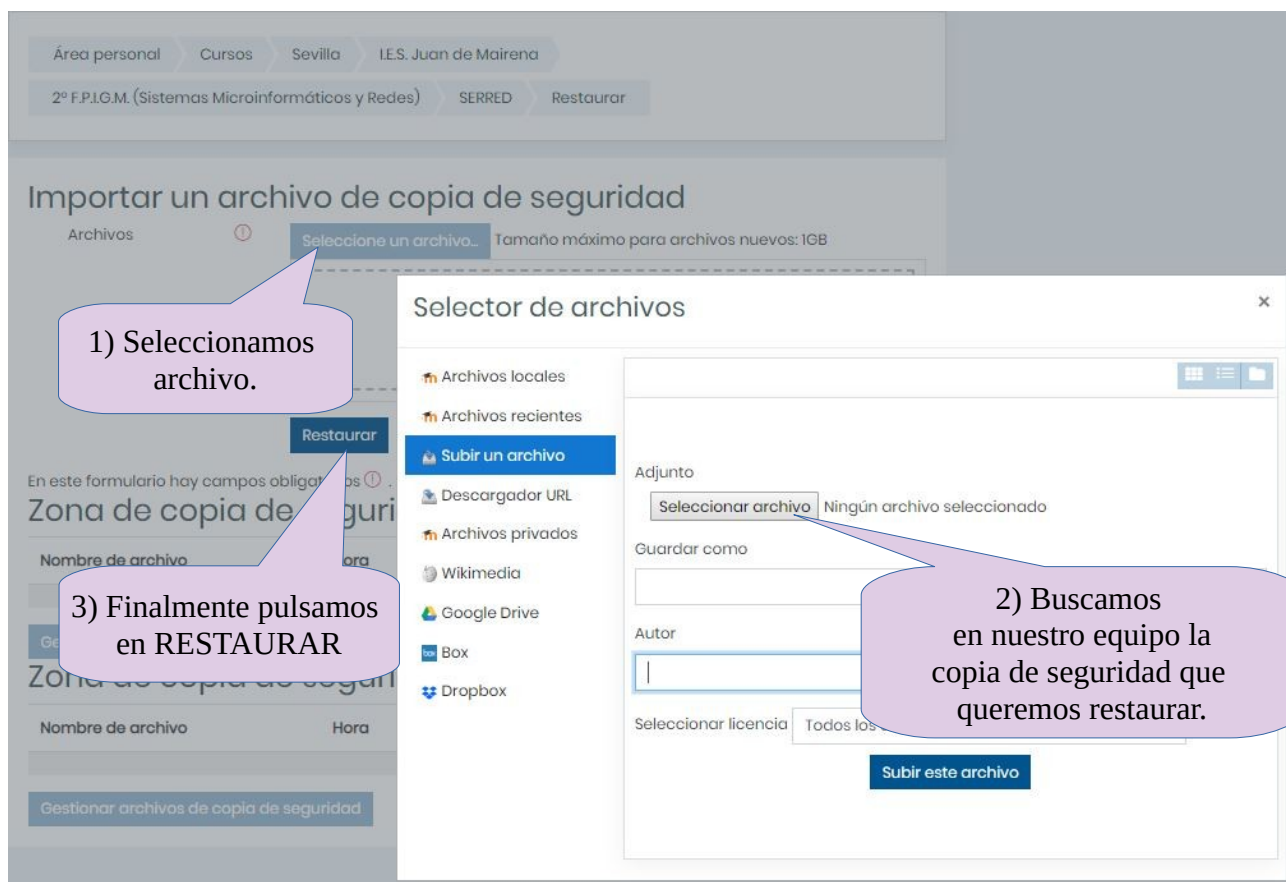 Área personal Cursos Sevilla I.E.S. Juan de Mairena
2º F.P.I.G.M. (Sistemas Microinformáticos y Redes) SERRED Restaurar
Importar un archivo de copia de seguridad
Archivos Seleccione un archivo... Tamaño máximo para archivos nuevos: 1GB
1) Seleccionamos
archivo.
Restaurar
En este formulario hay campos
Zona de copia de
Nombre de archivo
3) Finalmente pulsamos
en RESTAURAR
Zona de copia de
Nombre de archivo Hora
Gestionar archivos de copia de seguridad
Selector de archivos ×
Archivos locales
Archivos recientes
Subir un archivo
Descargador URL
Archivos privados
Wikimedia
Google Drive
box Box
Dropbox
Adjunto
Seleccionar archivo Ningún archivo seleccionado
Guardar como
Autor
Seleccionar licencia Todos los
Subir este archivo
2) Buscamos
en nuestro equipo la
copia de seguridad que
queremos restaurar.